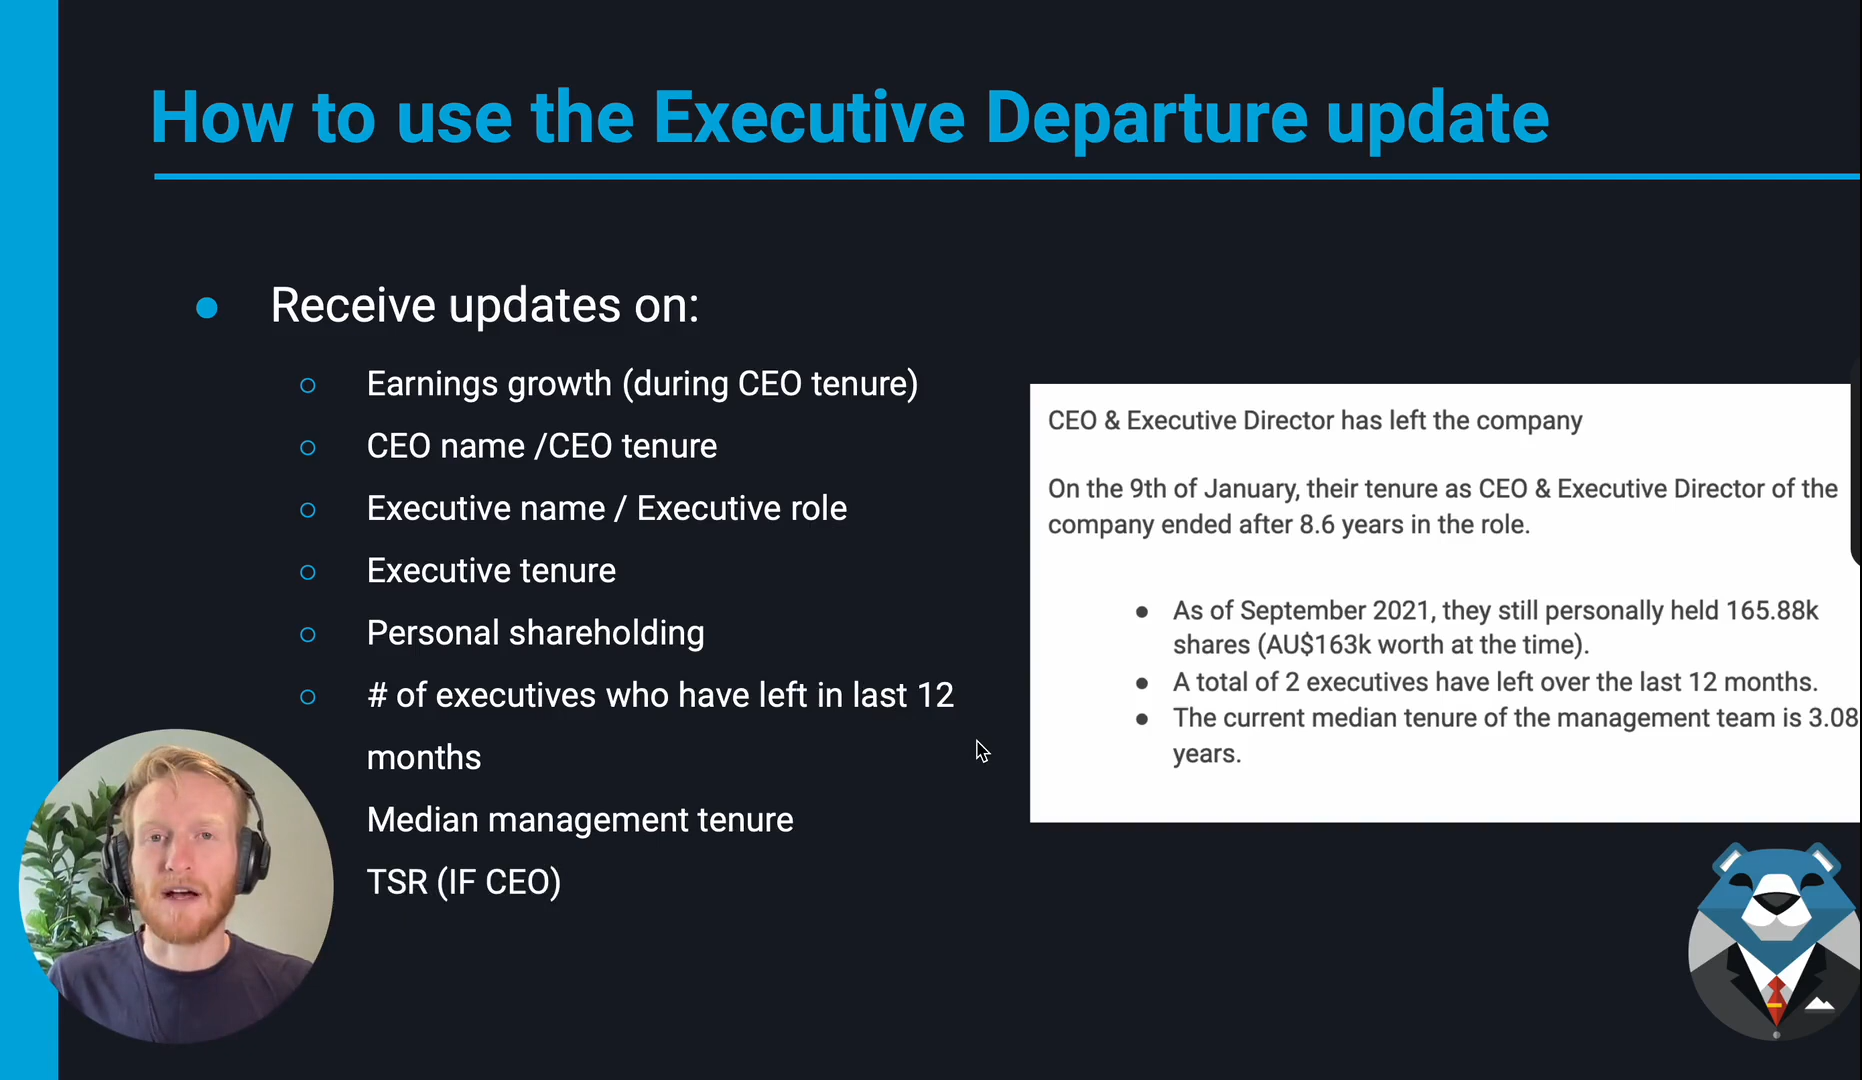 How to use the Executive Departure update
Receive updates on:
Earnings growth (during CEO tenure)
CEO name /CEO tenure
Executive name / Executive role
Executive tenure
Personal shareholding
# of executives who have left in last 12
months
Median management tenure
TSR (IF CEO)
CEO & Executive Director has left the company
On the 9th of January, their tenure as CEO & Executive Director of the
company ended after 8.6 years in the role.
As of September 2021, they still personally held 165.88k
shares (AU$163k worth at the time).
A total of 2 executives have left over the last 12 months.
The current median tenure of the management team is 3.08
years.